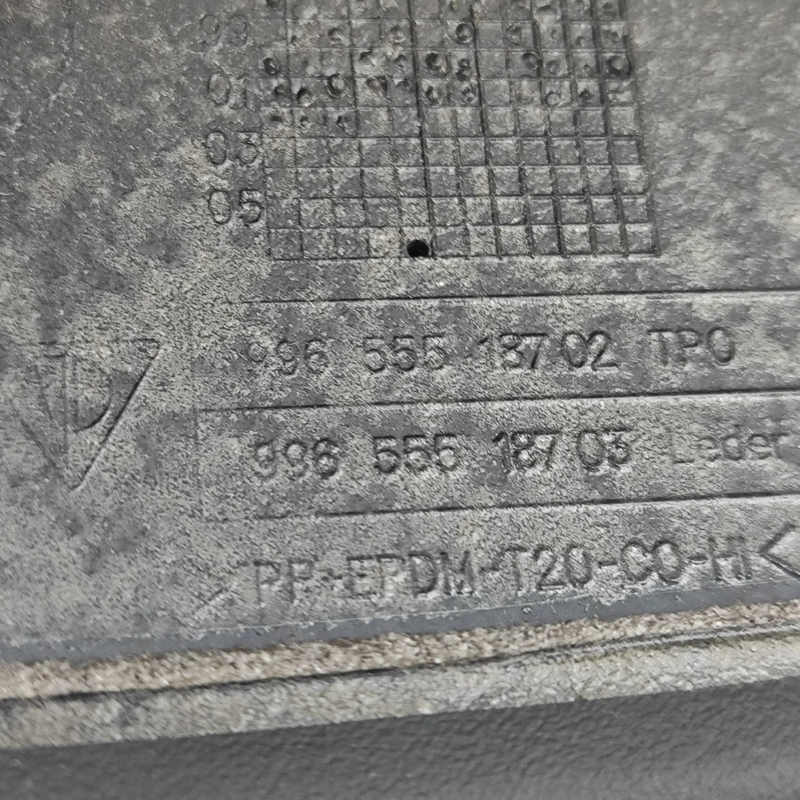 99
01
03
05
996 555 187 02 TPO
996 555 187 03 Leder
>PP-EPDM-T20-CO-HI<